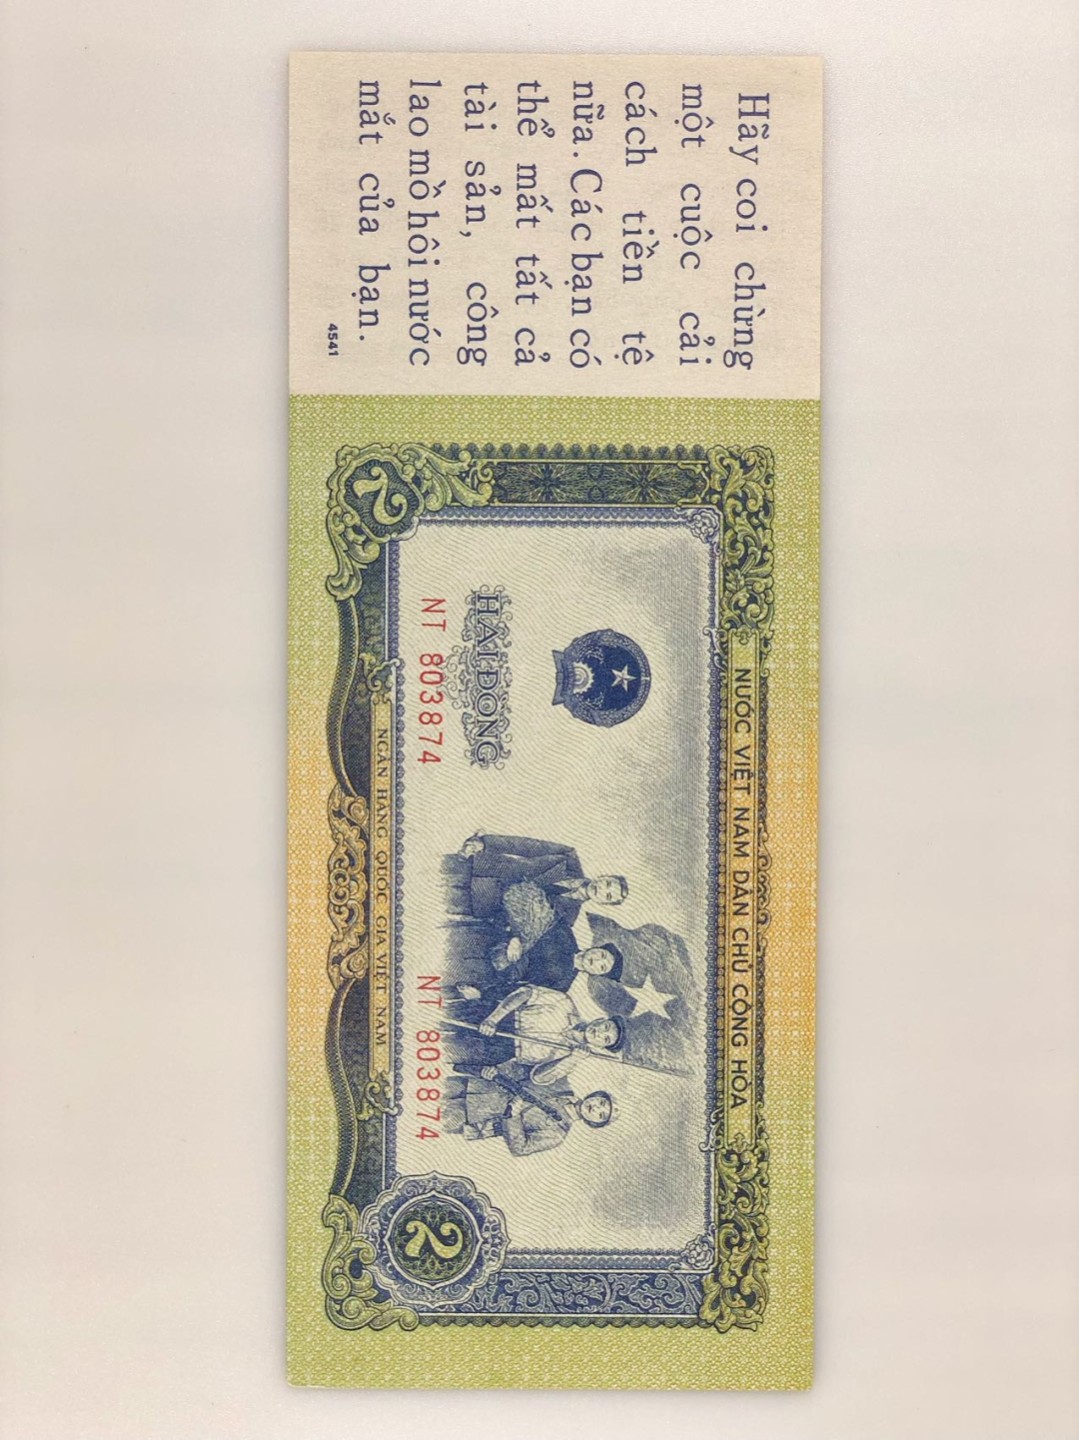 Hãy coi chừng
một cuộc cải
cách tiền tệ
nữa. Các bạn có
thể mất tất cả
tài sản, công
lao mồ hôi nước
mắt của bạn.
4541
NƯỚC VIỆT NAM DÂN CHỦ CỘNG HÒA
HAI ĐỒNG
NT 803874
NT 803874
2
NGÂN HÀNG QUỐC GIA VIỆT NAM
2